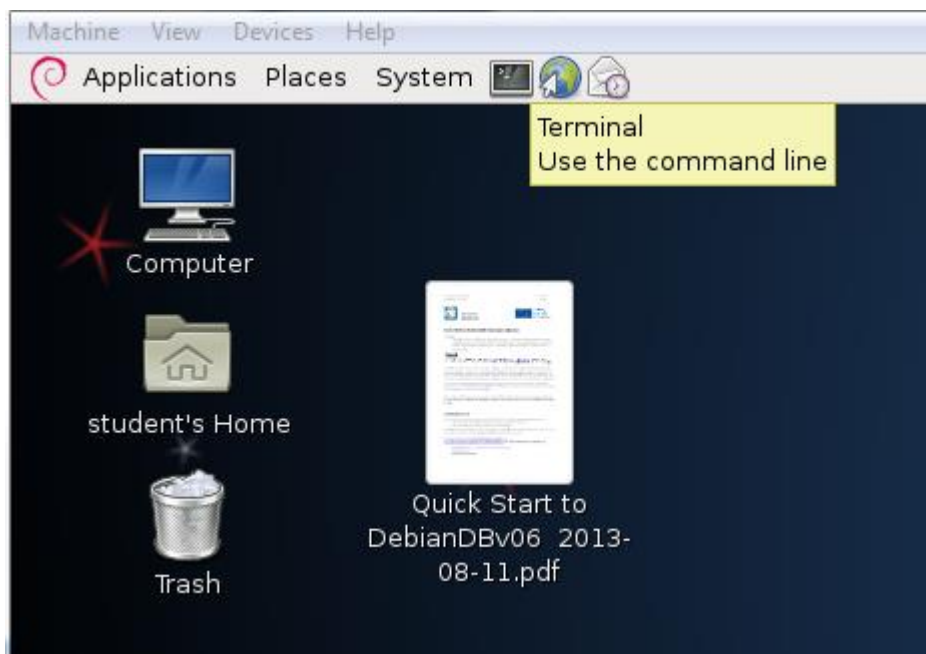 Machine View Devices Help
Applications Places System
Terminal
Use the command line
Computer
student's Home
Trash
Quick Start to
DebianDBv06 2013-
08-11.pdf